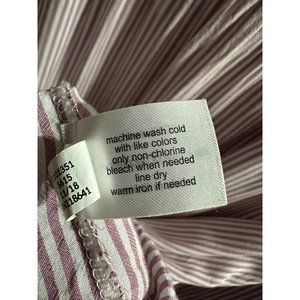 machine wash cold
with like colors
only non-chlorine
bleach when needed
line dry
warm iron if needed